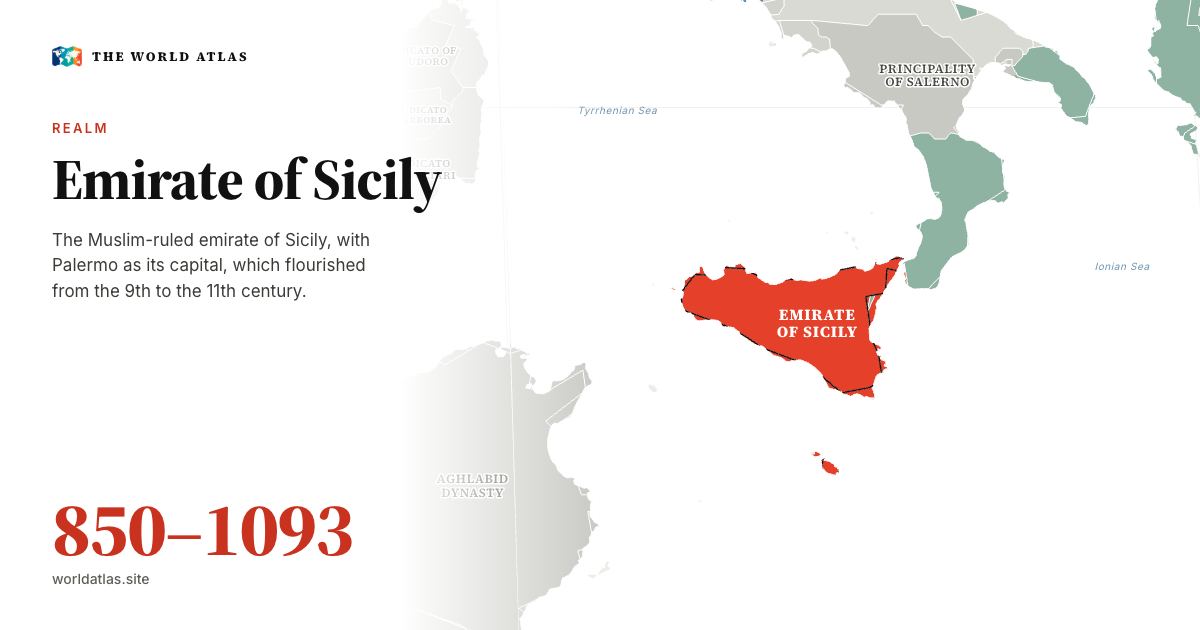 THE WORLD ATLAS
REALM
Emirate of Sicily
The Muslim-ruled emirate of Sicily, with
Palermo as its capital, which flourished
from the 9th to the 11th century.
850–1093
worldatlas.site
Tyrrhenian Sea
PRINCIPALITY
OF SALERNO
Ionian Sea
EMIRATE
OF SICILY
AGHLABID
DYNASTY